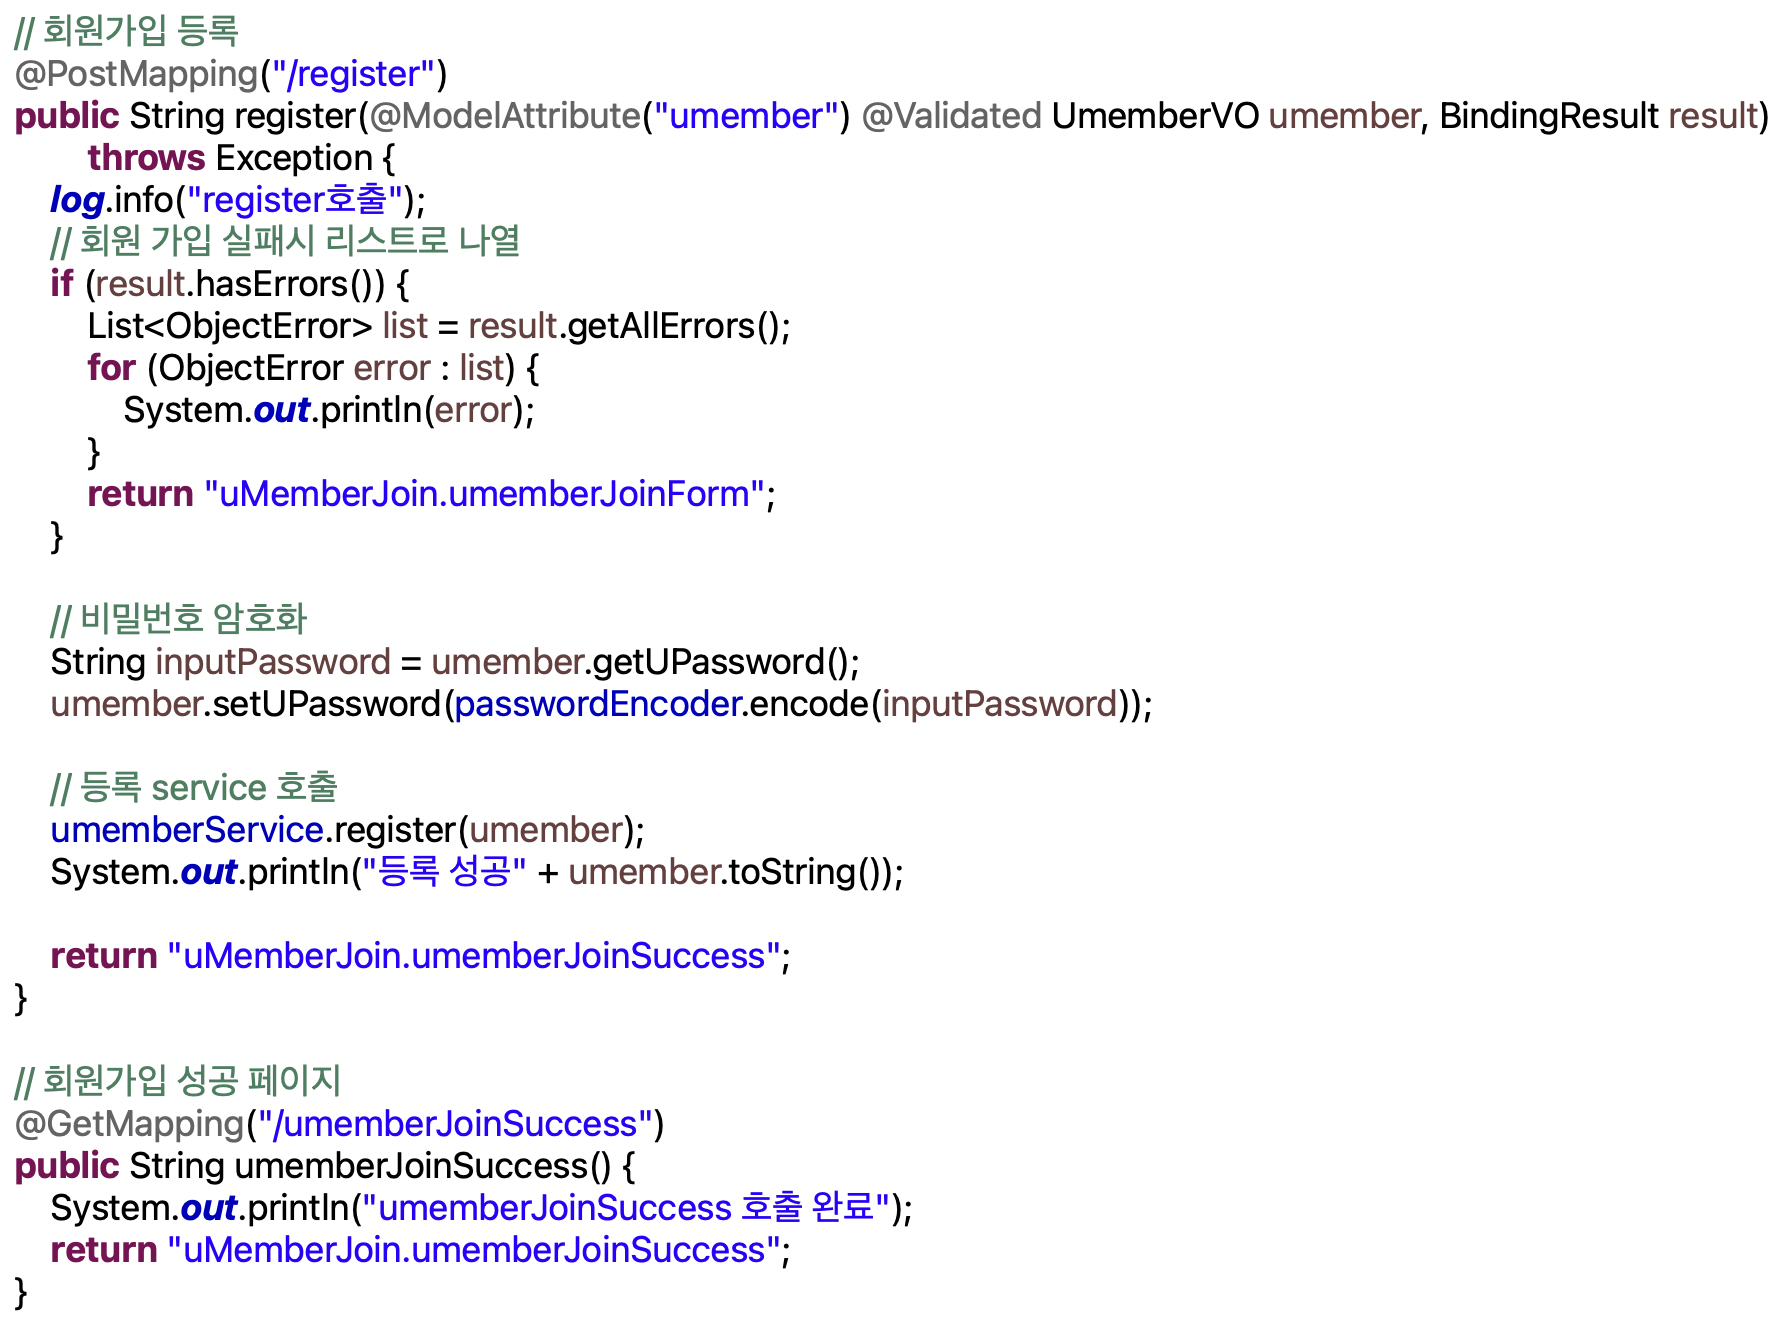 // 회원가입 등록
@PostMapping("/register")
public String register(@ModelAttribute("umember") @Validated UmemberVO umember, BindingResult result)
        throws Exception {
    log.info("register호출");
    // 회원 가입 실패시 리스트로 나열
    if (result.hasErrors()) {
        List<ObjectError> list = result.getAllErrors();
        for (ObjectError error : list) {
            System.out.println(error);
        }
        return "uMemberJoin.umemberJoinForm";
    }

    // 비밀번호 암호화
    String inputPassword = umember.getUPassword();
    umember.setUPassword(passwordEncoder.encode(inputPassword));

    // 등록 service 호출
    umemberService.register(umember);
    System.out.println("등록 성공" + umember.toString());

    return "uMemberJoin.umemberJoinSuccess";
}

// 회원가입 성공 페이지
@GetMapping("/umemberJoinSuccess")
public String umemberJoinSuccess() {
    System.out.println("umemberJoinSuccess 호출 완료");
    return "uMemberJoin.umemberJoinSuccess";
}